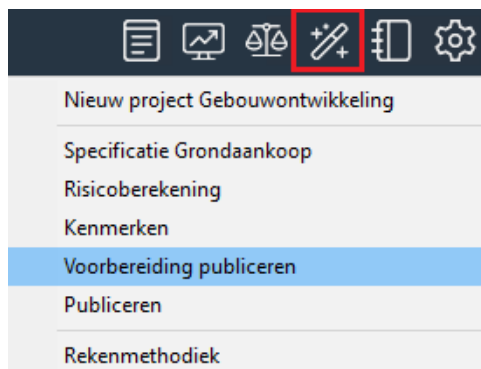 Nieuw project Gebouwontwikkeling
Specificatie Grondaankoop
Risicoberekening
Kenmerken
Voorbereiding publiceren
Publiceren
Rekenmethodiek